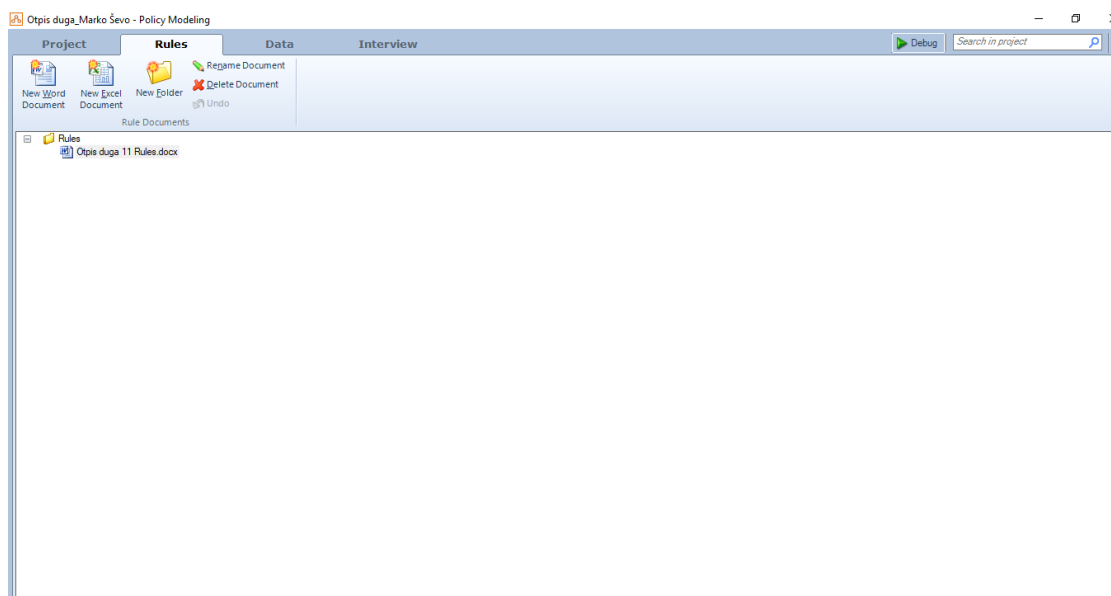 Otpis duga_Marko Ševo - Policy Modeling
Project Rules Data Interview Debug Search in project
New Word Document
New Excel Document
New Folder
Rename Document
Delete Document
Undo
Rule Documents
Rules
Otpis duga 11 Rules.docx